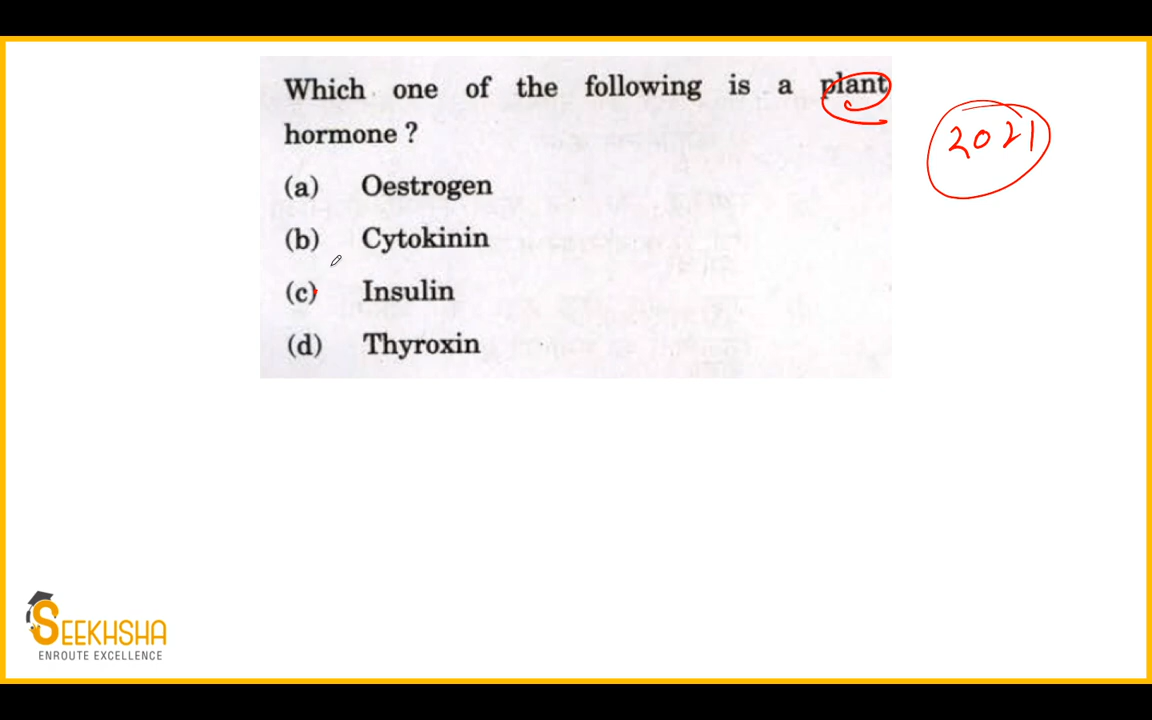 Which one of the following is a plant
hormone ?
2021
(a) Oestrogen
(b) Cytokinin
(c) Insulin
(d) Thyroxin
SEEKHSHA
ENROUTE EXCELLENCE